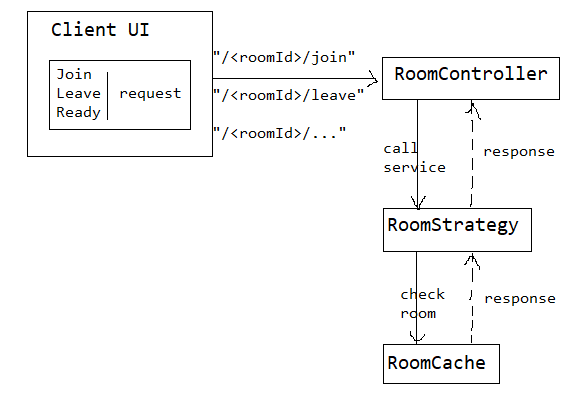 Client UI
Join
Leave
Ready
request
"/<roomId>/join"
"/<roomId>/leave"
"/<roomId>/..."
RoomController
call
service
response
RoomStrategy
check
room
response
RoomCache